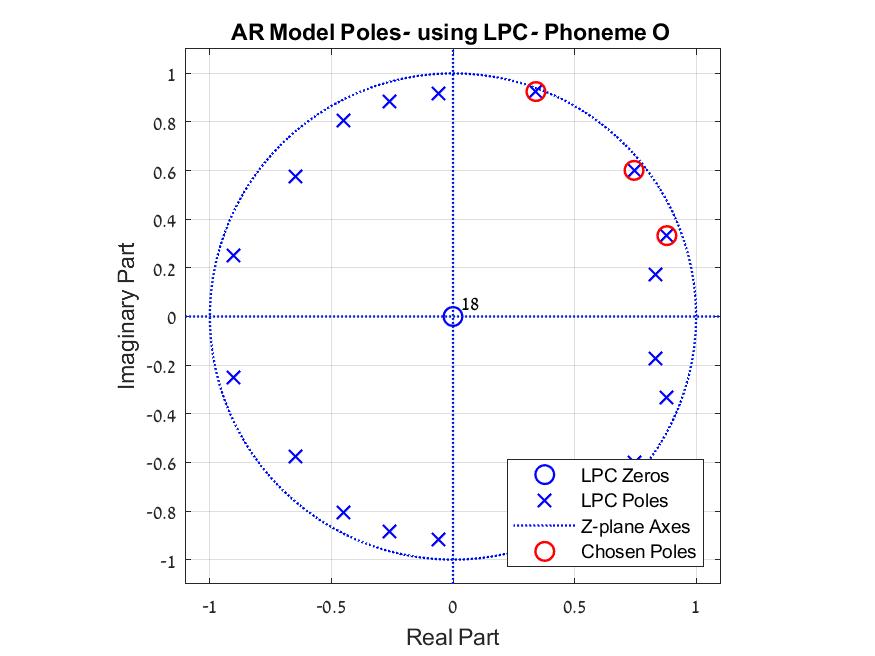 AR Model Poles- using LPC- Phoneme O
Imaginary Part
1
0.8
0.6
0.4
0.2
0
-0.2
-0.4
-0.6
-0.8
-1
18
LPC Zeros
LPC Poles
Z-plane Axes
Chosen Poles
-1 -0.5 0 0.5 1
Real Part